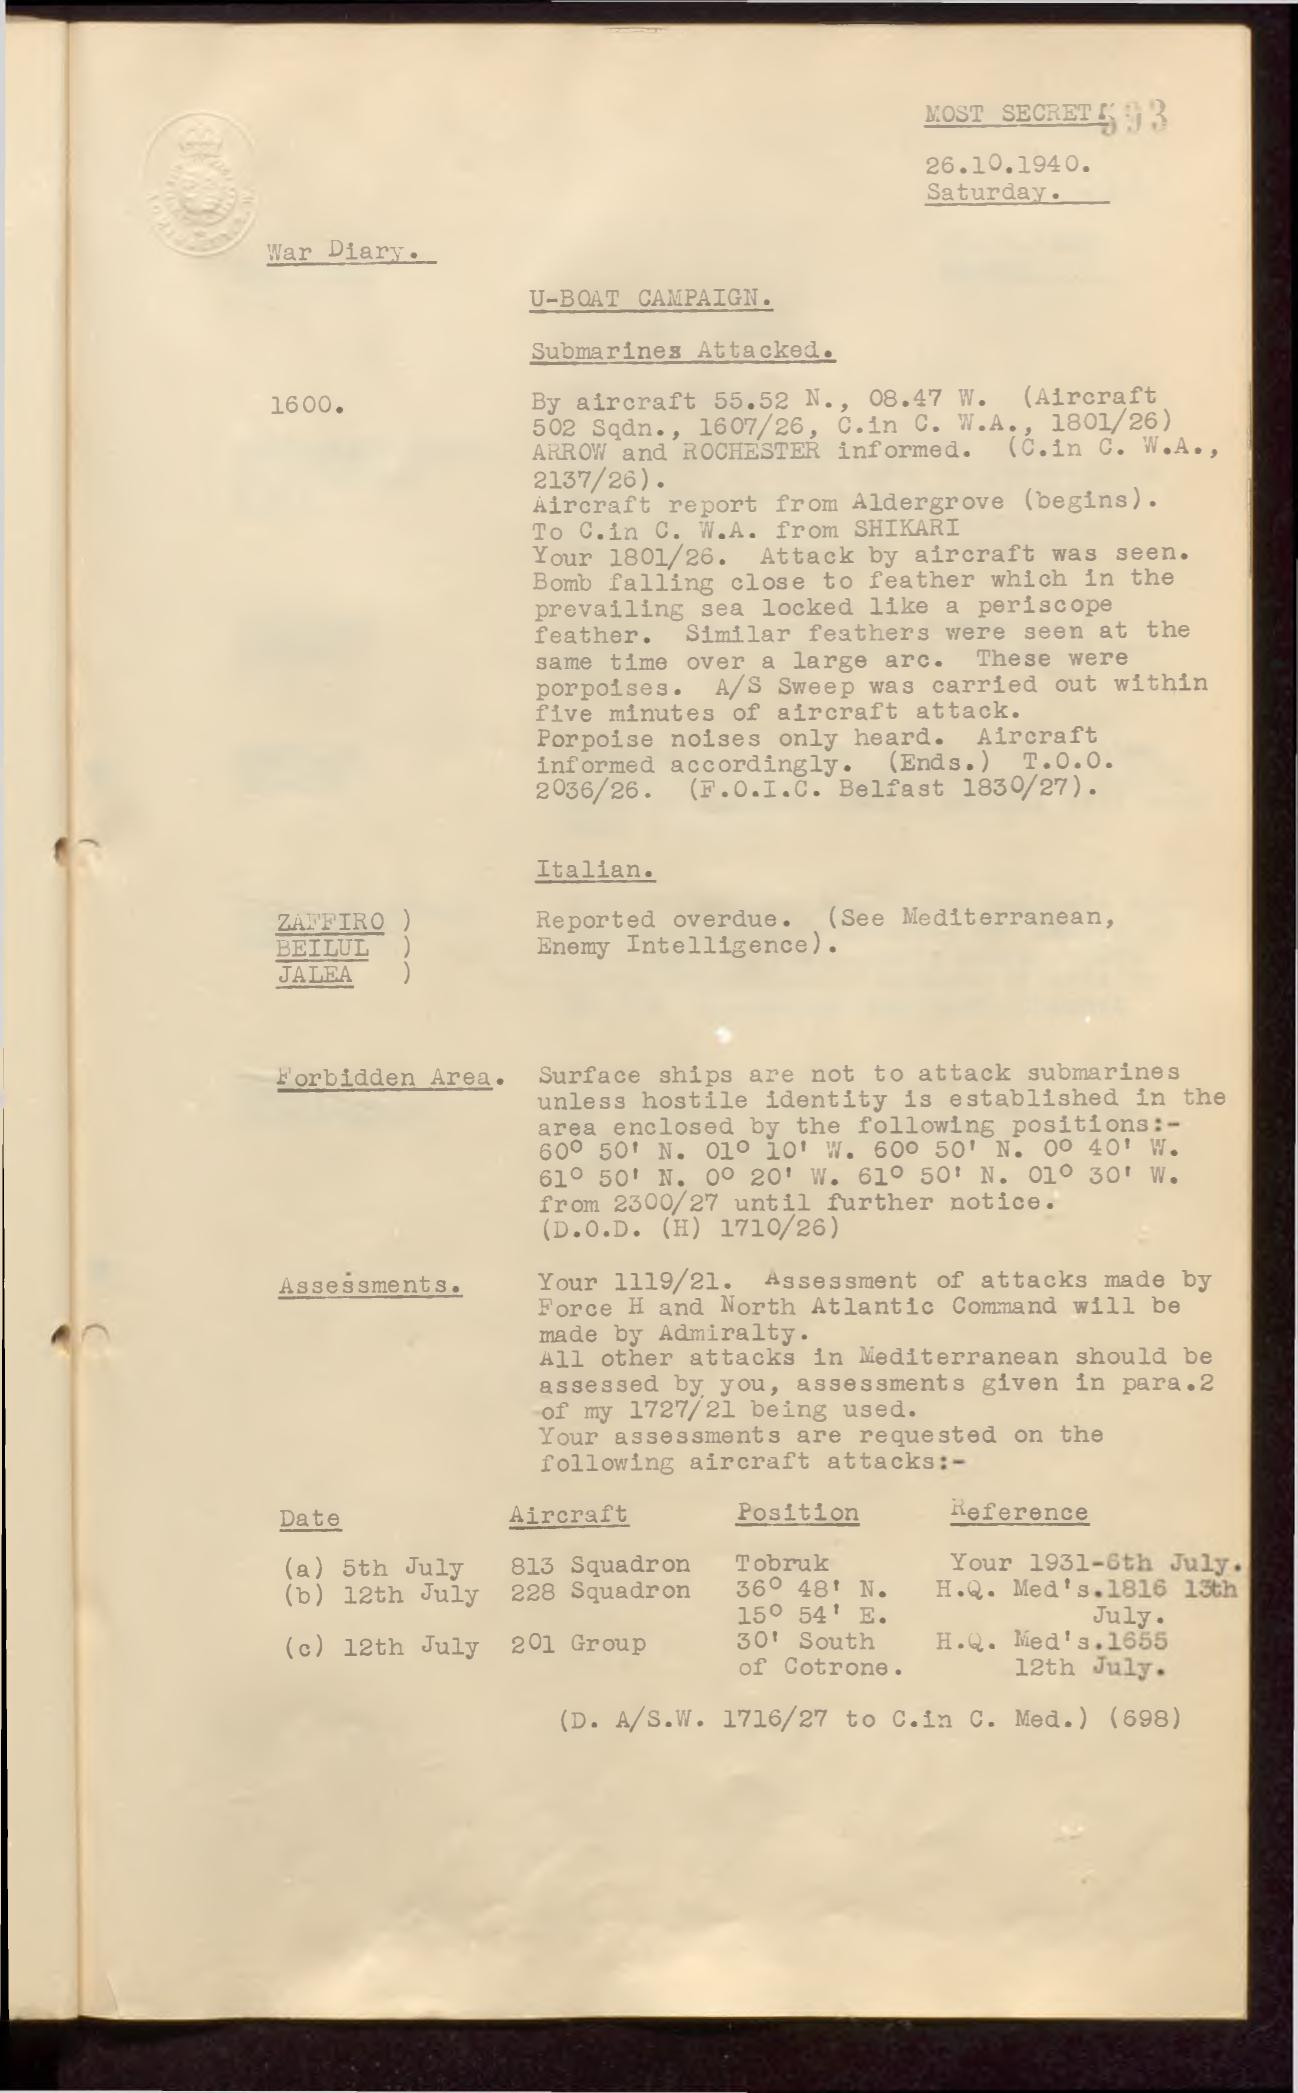 MOST SECRET.
593
26.10.1940.
Saturday.
War Diary.
U-BOAT CAMPAIGN.
Submarines Attacked.
1600.
By aircraft 55.52 N., 08.47 W. (Aircraft
502 Sqdn., 1607/26, C.in C. W.A., 1801/26)
ARROW and ROCHESTER informed. (C.in C. W.A.,
2137/26).
Aircraft report from Aldergrove (begins).
To C.in C. W.A. from SHIKARI
Your 1801/26. Attack by aircraft was seen.
Bomb falling close to feather which in the
prevailing sea locked like a periscope
feather. Similar feathers were seen at the
same time over a large arc. These were
porpoises. A/S Sweep was carried out within
five minutes of aircraft attack.
Porpoise noises only heard. Aircraft
informed accordingly. (Ends.) T.O.O.
2036/26. (F.O.I.C. Belfast 1830/27).
Italian.
ZAFFIRO )
BEILUL )
JALEA )
Reported overdue. (See Mediterranean,
Enemy Intelligence).
Forbidden Area.
Surface ships are not to attack submarines
unless hostile identity is established in the
area enclosed by the following positions:-
60° 50' N. 01° 10' W. 60° 50' N. 0° 40' W.
61° 50' N. 0° 20' W. 61° 50' N. 01° 30' W.
from 2300/27 until further notice.
(D.O.D. (H) 1710/26)
Assessments.
Your 1119/21. Assessment of attacks made by
Force H and North Atlantic Command will be
made by Admiralty.
All other attacks in Mediterranean should be
assessed by you, assessments given in para.2
of my 1727/21 being used.
Your assessments are requested on the
following aircraft attacks:-
Date Aircraft Position Reference
(a) 5th July 813 Squadron Tobruk Your 1931-6th July.
(b) 12th July 228 Squadron 36° 48' N. H.Q. Med's.1816 13th
15° 54' E. July.
(c) 12th July 201 Group 30' South H.Q. Med's.1655
of Cotrone. 12th July.
(D. A/S.W. 1716/27 to C.in C. Med.) (698)